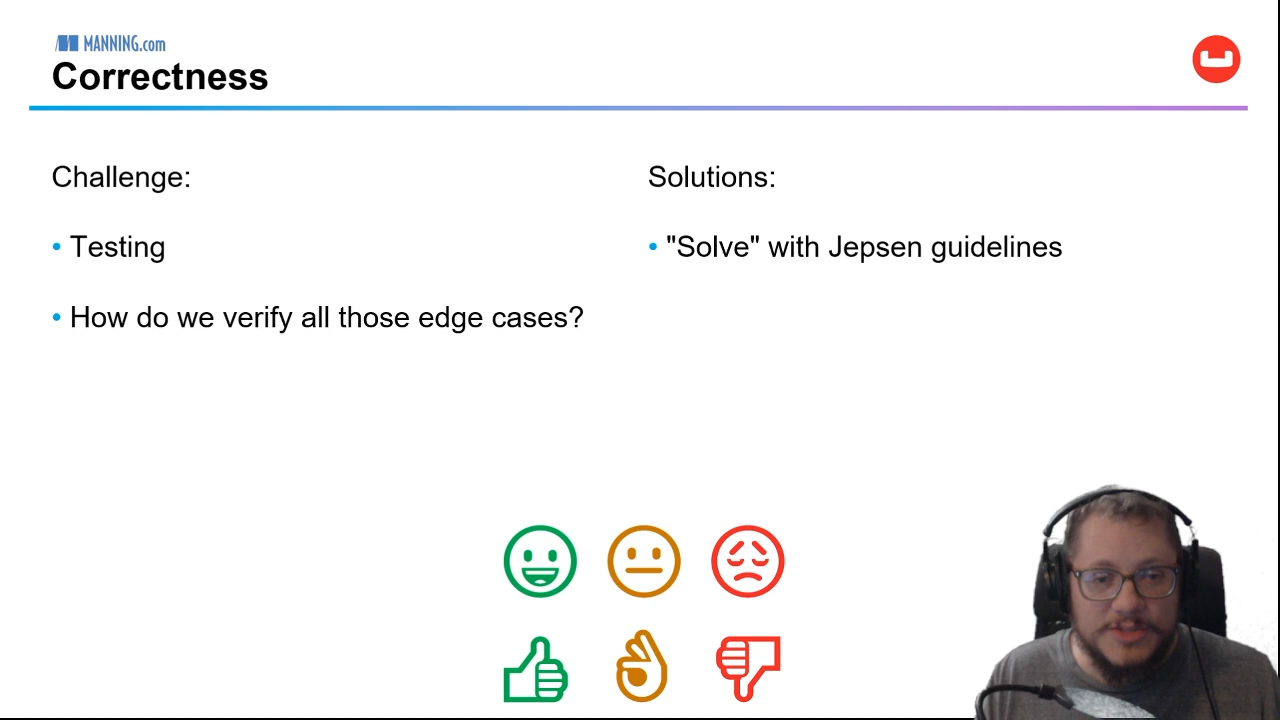 MANNING.com
Correctness
Challenge:
• Testing
• How do we verify all those edge cases?
Solutions:
• "Solve" with Jepsen guidelines